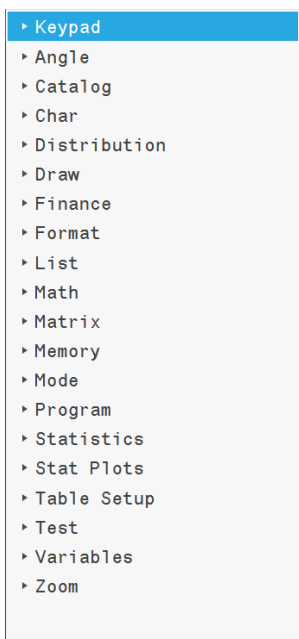 Keypad
Angle
Catalog
Char
Distribution
Draw
Finance
Format
List
Math
Matrix
Memory
Mode
Program
Statistics
Stat Plots
Table Setup
Test
Variables
Zoom